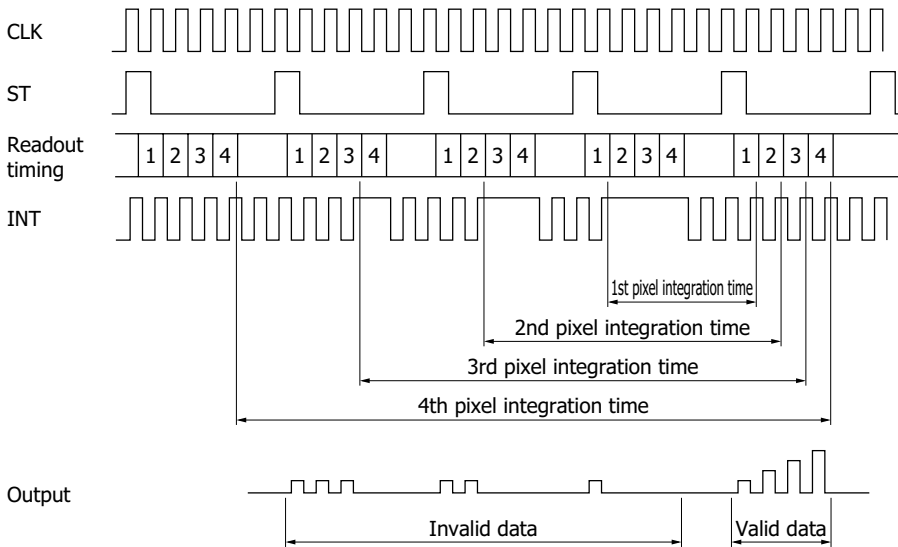 CLK
ST
Readout
timing
1 2 3 4 1 2 3 4 1 2 3 4 1 2 3 4 1 2 3 4
INT
1st pixel integration time
2nd pixel integration time
3rd pixel integration time
4th pixel integration time
Output
Invalid data Valid data